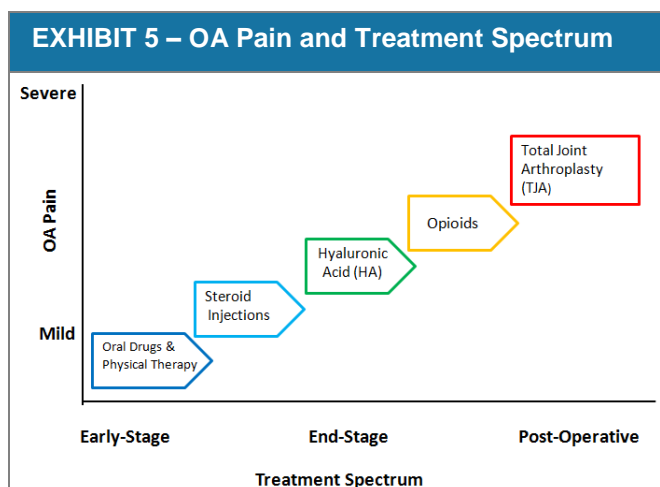 EXHIBIT 5 – OA Pain and Treatment Spectrum
Severe
OA Pain
Mild
Total Joint
Arthroplasty
(TJA)
Opioids
Hyaluronic
Acid (HA)
Steroid
Injections
Oral Drugs &
Physical Therapy
Early-Stage
End-Stage
Post-Operative
Treatment Spectrum